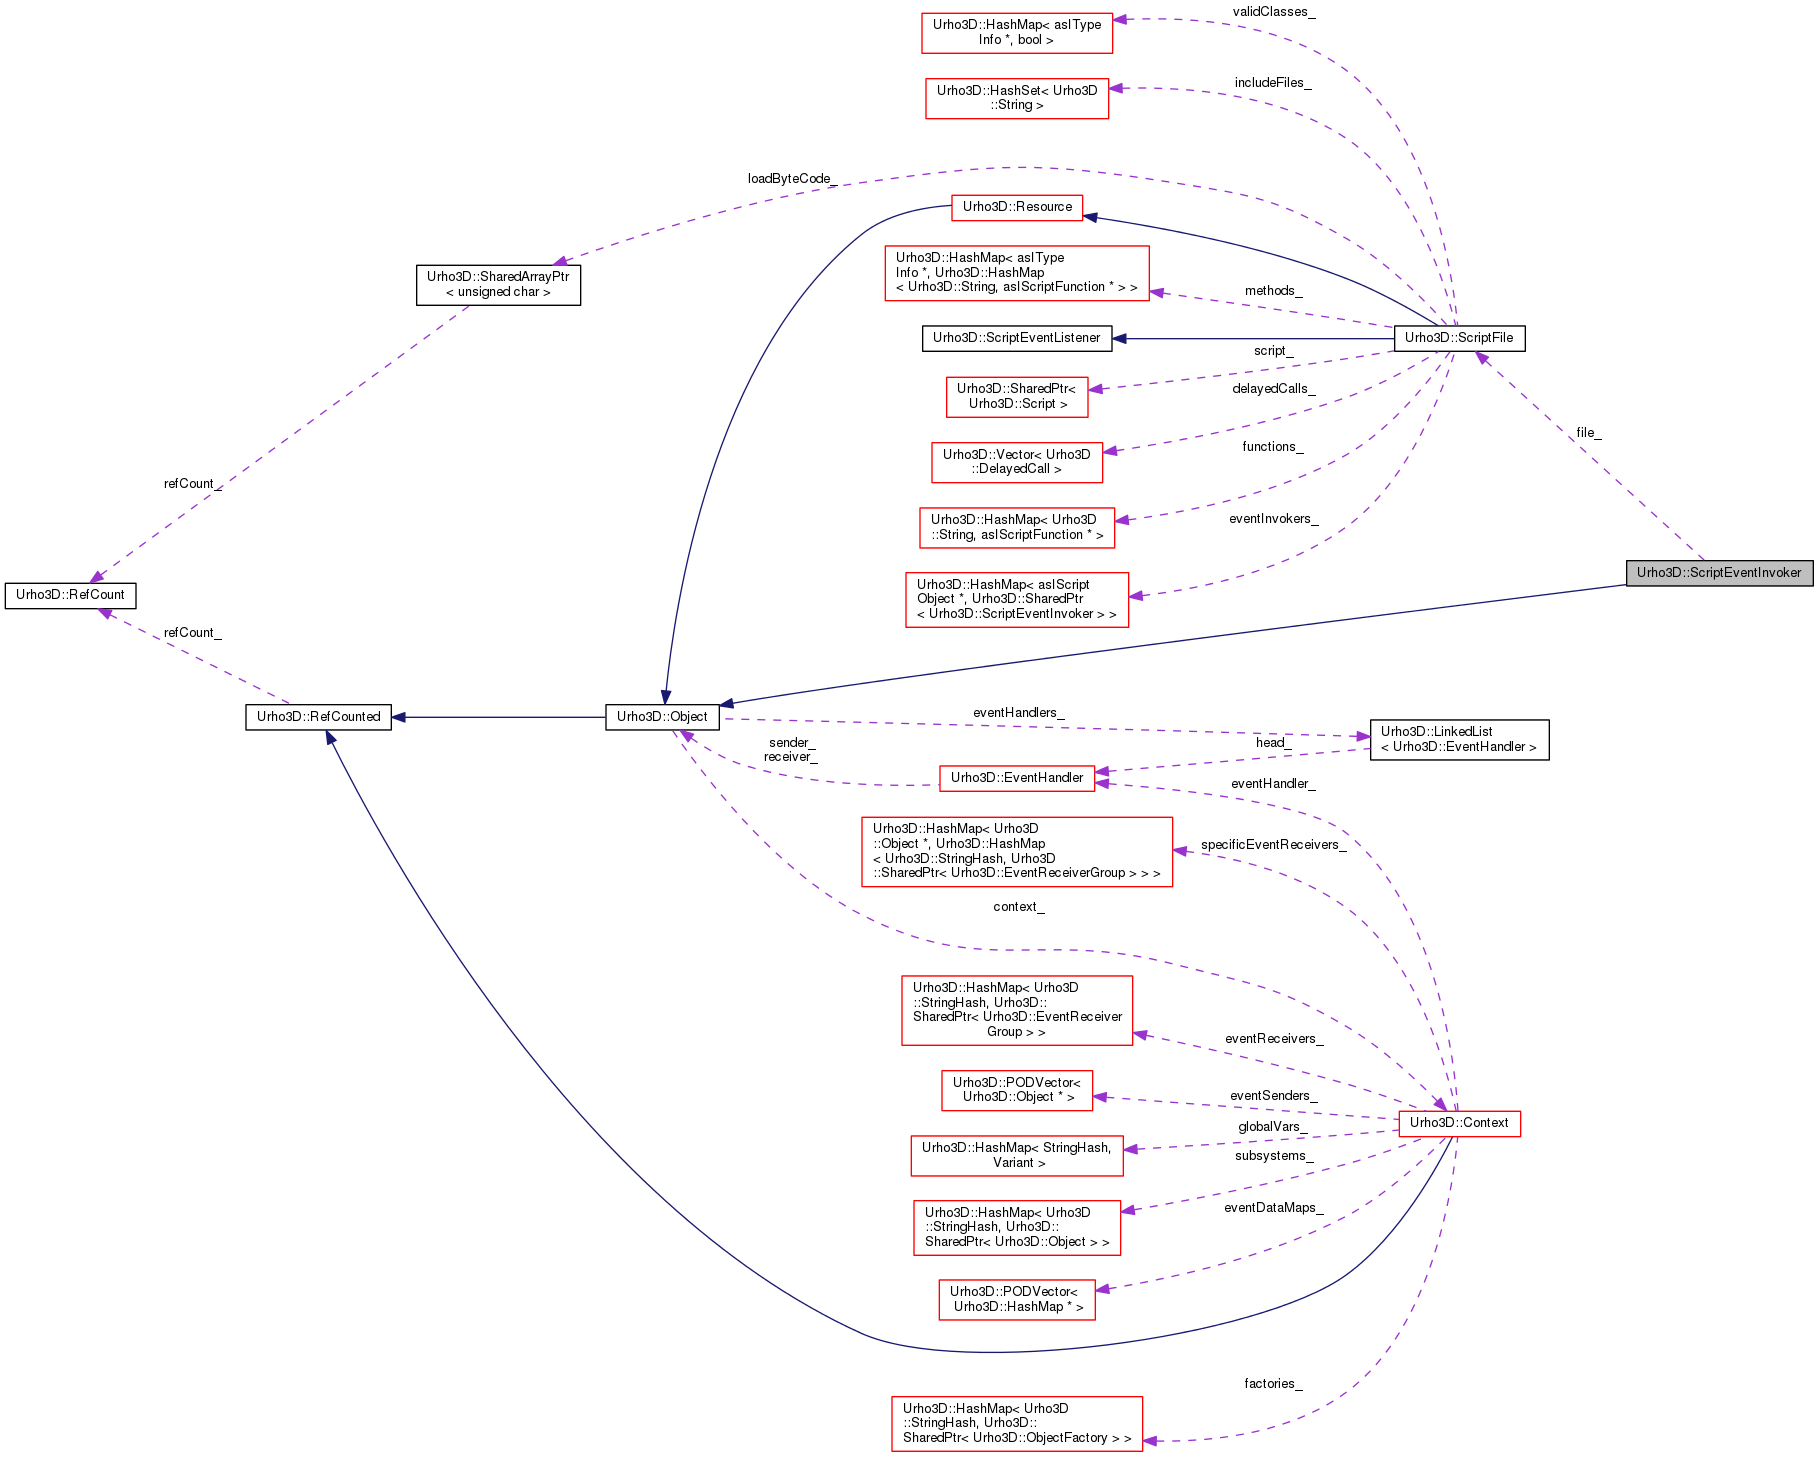 validClasses_
Urho3D::HashMap< asIType
Info *, bool >
includeFiles_
Urho3D::HashSet< Urho3D
::String >
loadByteCode_
Urho3D::Resource
Urho3D::SharedArrayPtr
< unsigned char >
Urho3D::HashMap< asIType
Info *, Urho3D::HashMap
< Urho3D::String, asIScriptFunction * > >
methods_
Urho3D::ScriptEventListener
Urho3D::ScriptFile
script_
Urho3D::SharedPtr<
Urho3D::Script >
delayedCalls_
file_
Urho3D::Vector< Urho3D
::DelayedCall >
functions_
refCount_
Urho3D::HashMap< Urho3D
::String, asIScriptFunction * >
eventInvokers_
Urho3D::ScriptEventInvoker
Urho3D::HashMap< asIScript
Object *, Urho3D::SharedPtr
< Urho3D::ScriptEventInvoker > >
Urho3D::RefCount
refCount_
Urho3D::RefCounted
Urho3D::Object
eventHandlers_
Urho3D::LinkedList
< Urho3D::EventHandler >
sender_
receiver_
head_
Urho3D::EventHandler
eventHandler_
Urho3D::HashMap< Urho3D
::Object *, Urho3D::HashMap
< Urho3D::StringHash, Urho3D
::SharedPtr< Urho3D::EventReceiverGroup > > >
specificEventReceivers_
context_
Urho3D::HashMap< Urho3D
::StringHash, Urho3D::
SharedPtr< Urho3D::EventReceiver
Group > >
eventReceivers_
Urho3D::PODVector<
Urho3D::Object * >
eventSenders_
Urho3D::Context
globalVars_
Urho3D::HashMap< StringHash,
Variant >
subsystems_
Urho3D::HashMap< Urho3D
::StringHash, Urho3D::
SharedPtr< Urho3D::Object > >
eventDataMaps_
Urho3D::PODVector<
Urho3D::HashMap * >
factories_
Urho3D::HashMap< Urho3D
::StringHash, Urho3D::
SharedPtr< Urho3D::ObjectFactory > >